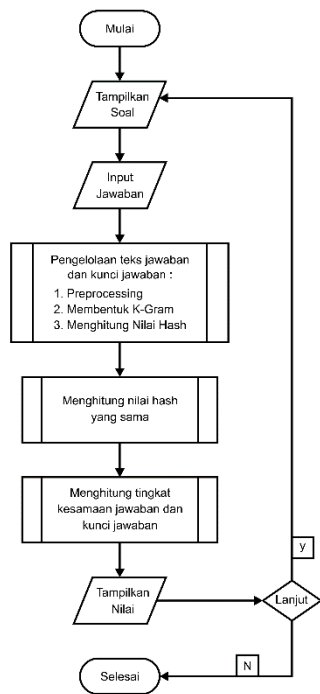 Mulai
Tampilkan
Soal
Input
Jawaban
Pengelolaan teks jawaban
dan kunci jawaban :
1. Preprocessing
2. Membentuk K-Gram
3. Menghitung Nilai Hash
Menghitung nilai hash
yang sama
Menghitung tingkat
kesamaan jawaban dan
kunci jawaban
y
Tampilkan
Nilai
Lanjut
N
Selesai